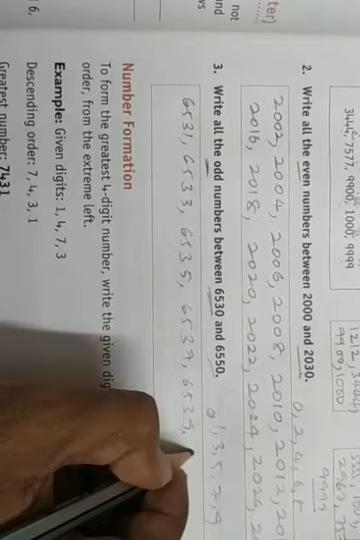 ter)
not
und
ys
6,
3444, 7577, 9900, 1000, 9999
2. Write all the even numbers between 2000 and 2030.
0, 2, 4, 6, 8
2002, 2004, 2006, 2008, 2010, 2012, 201
2016, 2018, 2020, 2022, 2024, 2026, 2
3. Write all the odd numbers between 6530 and 6550.
1, 3, 5, 7, 9
6531, 6533, 6535, 6537, 6539,
Number Formation
To form the greatest 4-digit number, write the given dig
order, from the extreme left.
Example: Given digits: 1, 4, 7, 3
Descending order: 7, 4, 3, 1
Greatest number: 7431